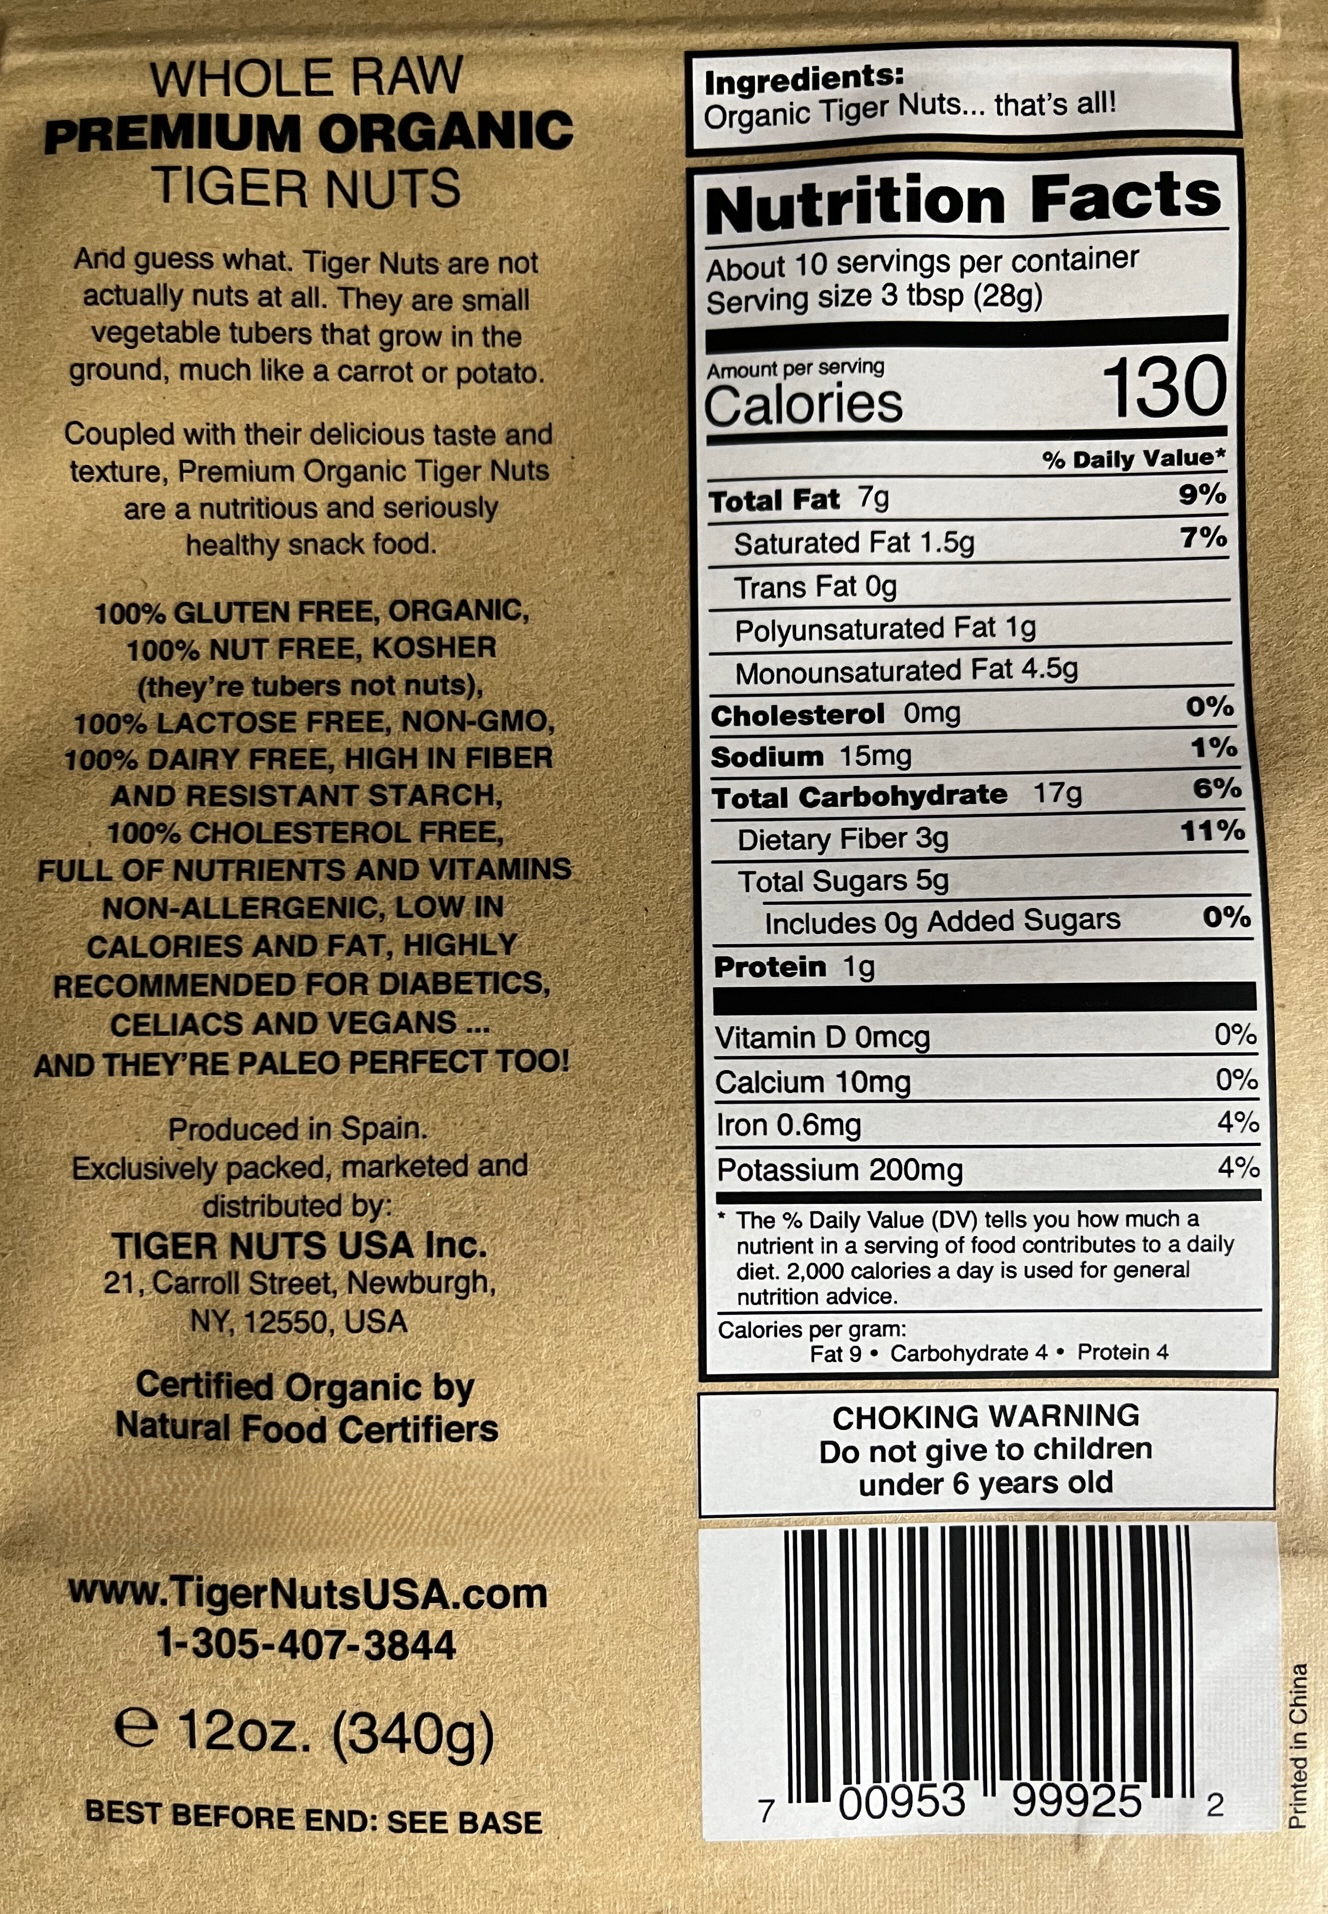 WHOLE RAW
PREMIUM ORGANIC
TIGER NUTS
And guess what. Tiger Nuts are not
actually nuts at all. They are small
vegetable tubers that grow in the
ground, much like a carrot or potato.
Coupled with their delicious taste and
texture, Premium Organic Tiger Nuts
are a nutritious and seriously
healthy snack food.
100% GLUTEN FREE, ORGANIC,
100% NUT FREE, KOSHER
(they're tubers not nuts),
100% LACTOSE FREE, NON-GMO,
100% DAIRY FREE, HIGH IN FIBER
AND RESISTANT STARCH,
100% CHOLESTEROL FREE,
FULL OF NUTRIENTS AND VITAMINS
NON-ALLERGENIC, LOW IN
CALORIES AND FAT, HIGHLY
RECOMMENDED FOR DIABETICS,
CELIACS AND VEGANS ...
AND THEY'RE PALEO PERFECT TOO!
Produced in Spain.
Exclusively packed, marketed and
distributed by:
TIGER NUTS USA Inc.
21, Carroll Street, Newburgh,
NY, 12550, USA
Certified Organic by
Natural Food Certifiers
www.TigerNutsUSA.com
1-305-407-3844
℮ 12oz. (340g)
BEST BEFORE END: SEE BASE
Ingredients:
Organic Tiger Nuts... that's all!
Nutrition Facts
About 10 servings per container
Serving size 3 tbsp (28g)
Amount per serving
Calories 130
% Daily Value*
Total Fat 7g 9%
Saturated Fat 1.5g 7%
Trans Fat 0g
Polyunsaturated Fat 1g
Monounsaturated Fat 4.5g
Cholesterol 0mg 0%
Sodium 15mg 1%
Total Carbohydrate 17g 6%
Dietary Fiber 3g 11%
Total Sugars 5g
Includes 0g Added Sugars 0%
Protein 1g
Vitamin D 0mcg 0%
Calcium 10mg 0%
Iron 0.6mg 4%
Potassium 200mg 4%
* The % Daily Value (DV) tells you how much a
nutrient in a serving of food contributes to a daily
diet. 2,000 calories a day is used for general
nutrition advice.
Calories per gram:
Fat 9 • Carbohydrate 4 • Protein 4
CHOKING WARNING
Do not give to children
under 6 years old
7 00953 99925 2
Printed in China